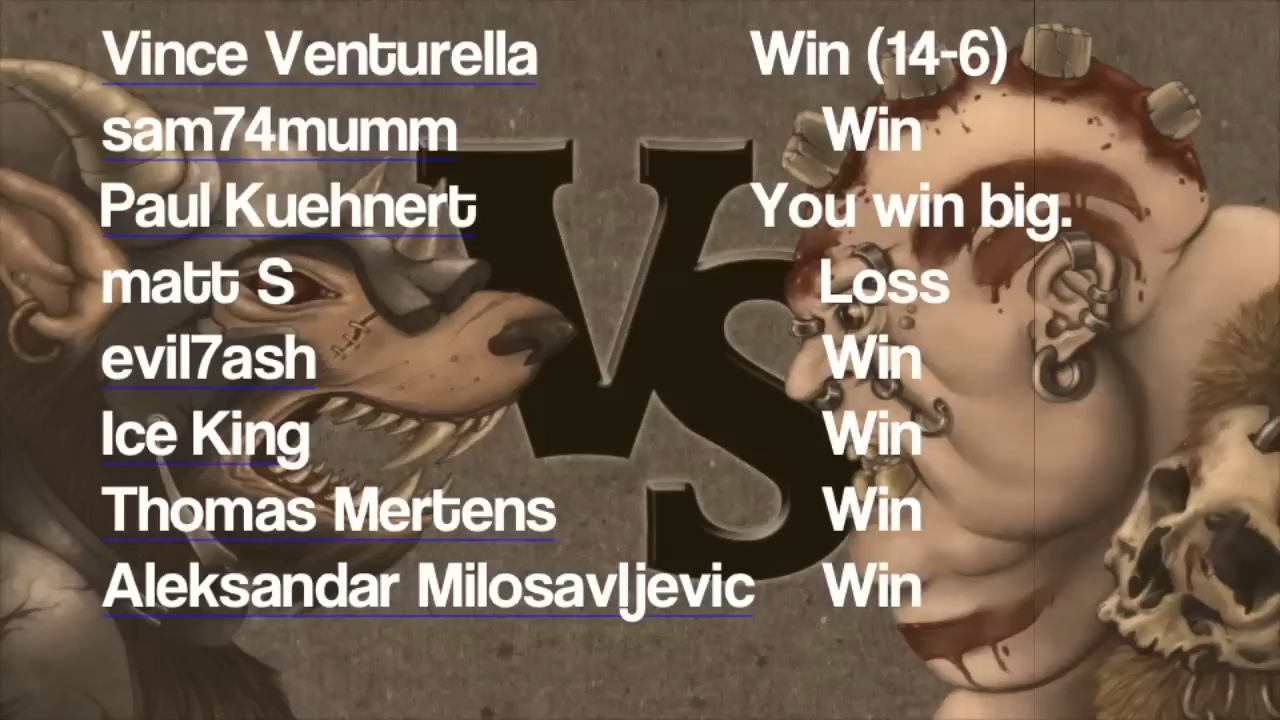 Vince Venturella Win (14-6)
sam74mumm Win
Paul Kuehnert You win big.
matt S Loss
evil7ash Win
Ice King Win
Thomas Mertens Win
Aleksandar Milosavljevic Win
VS